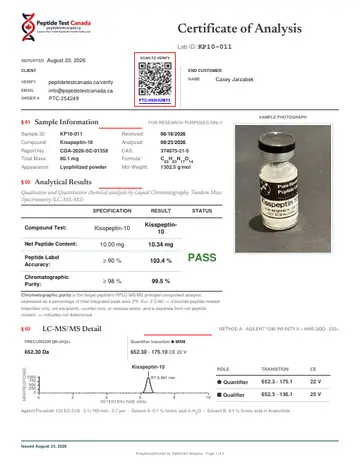 Peptide Test Canada
peptidetestcanada.ca
Certificate of Analysis
Lab ID: KP10-011
SCAN TO VERIFY
REPORTED August 23, 2026
CLIENT
END CUSTOMER
VERIFY peptidetestcanada.ca/verify
NAME Casey Jarzabek
EMAIL info@peptidetestcanada.ca
ORDER # PTC-254249
§ 01 Sample Information
FOR RESEARCH PURPOSES ONLY
SAMPLE PHOTOGRAPH
Sample ID: KP10-011 Received: 08/18/2026
Compound: Kisspeptin-10 Analyzed: 08/23/2026
Report No: COA-2026-SC-01358 CAS: 374675-21-5
Total Mass: 80.1 mg Formula:
Appearance: Lyophilized powder Mol Weight: 1302.5 g/mol
Kisspeptin-10
§ 02 Analytical Results
Qualitative and Quantitative chemical analysis by Liquid Chromatography Tandem Mass
Spectrometry (LC-MS/MS)
SPECIFICATION RESULT STATUS
Compound Test: Kisspeptin-10 Kisspeptin-10
Net Peptide Content: 10.00 mg 10.34 mg
Peptide Label Accuracy: ≥ 90 % 103.4 %
PASS
Chromatographic Purity: ≥ 98 % 99.5 %
§ 03 LC-MS/MS Detail
PRECURSOR [M+2H]2+ Quantifier transition ● MRM
652.30 Da 652.30 - 175.10 CE 22 V
Kisspeptin-10
RETENTION TIME (MIN)
ROLE TRANSITION CE
● Quantifier 652.3 - 175.1 22 V
■ Qualifier 652.3 - 136.1 25 V
Issued August 23, 2026